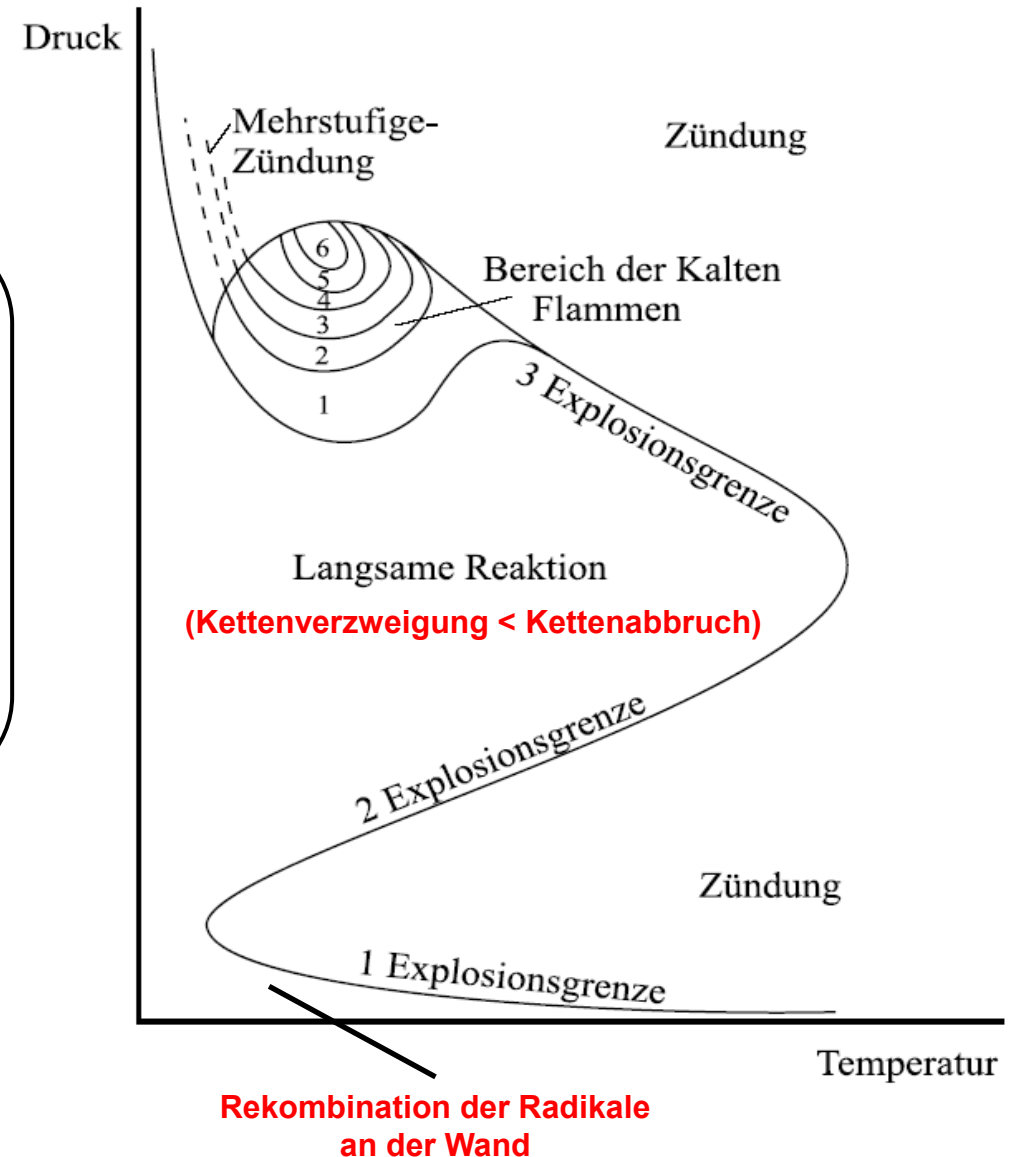 Druck
Mehrstufige-
Zündung
Zündung
6
5
4
3
2
1
Bereich der Kalten
Flammen
3 Explosionsgrenze
Langsame Reaktion
(Kettenverzweigung < Kettenabbruch)
2 Explosionsgrenze
Zündung
1 Explosionsgrenze
Temperatur
Rekombination der Radikale
an der Wand